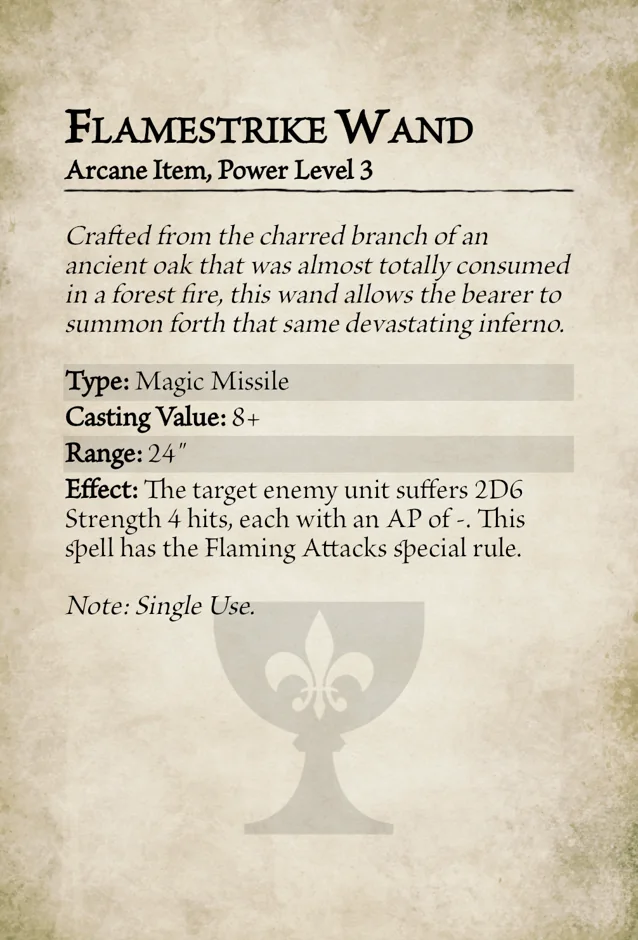 Flamestrike Wand
Arcane Item, Power Level 3
Crafted from the charred branch of an
ancient oak that was almost totally consumed
in a forest fire, this wand allows the bearer to
summon forth that same devastating inferno.
Type: Magic Missile
Casting Value: 8+
Range: 24"
Effect: The target enemy unit suffers 2D6
Strength 4 hits, each with an AP of -. This
spell has the Flaming Attacks special rule.
Note: Single Use.